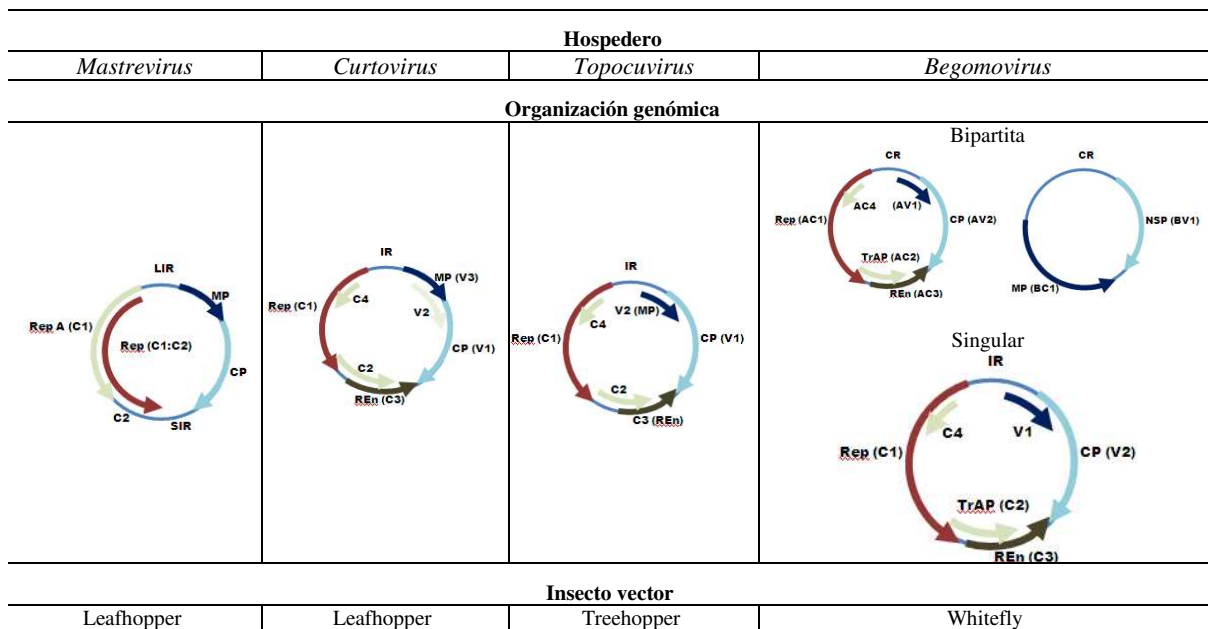 Hospedero
Mastrevirus Curtovirus Topocuvirus Begomovirus
Organización genómica
LIR
MP
Rep A (C1)
Rep (C1:C2)
CP
C2
SIR
IR
MP (V3)
Rep (C1)
C4
V2
CP (V1)
C2
REn (C3)
IR
Rep (C1)
C4
V2 (MP)
CP (V1)
C2
C3 (REn)
Bipartita
CR
AC4
(AV1)
Rep (AC1)
CP (AV2)
TrAP (AC2)
REn (AC3)
CR
NSP (BV1)
MP (BC1)
Singular
IR
C4
V1
Rep (C1)
CP (V2)
TrAP (C2)
REn (C3)
Insecto vector
Leafhopper Leafhopper Treehopper Whitefly